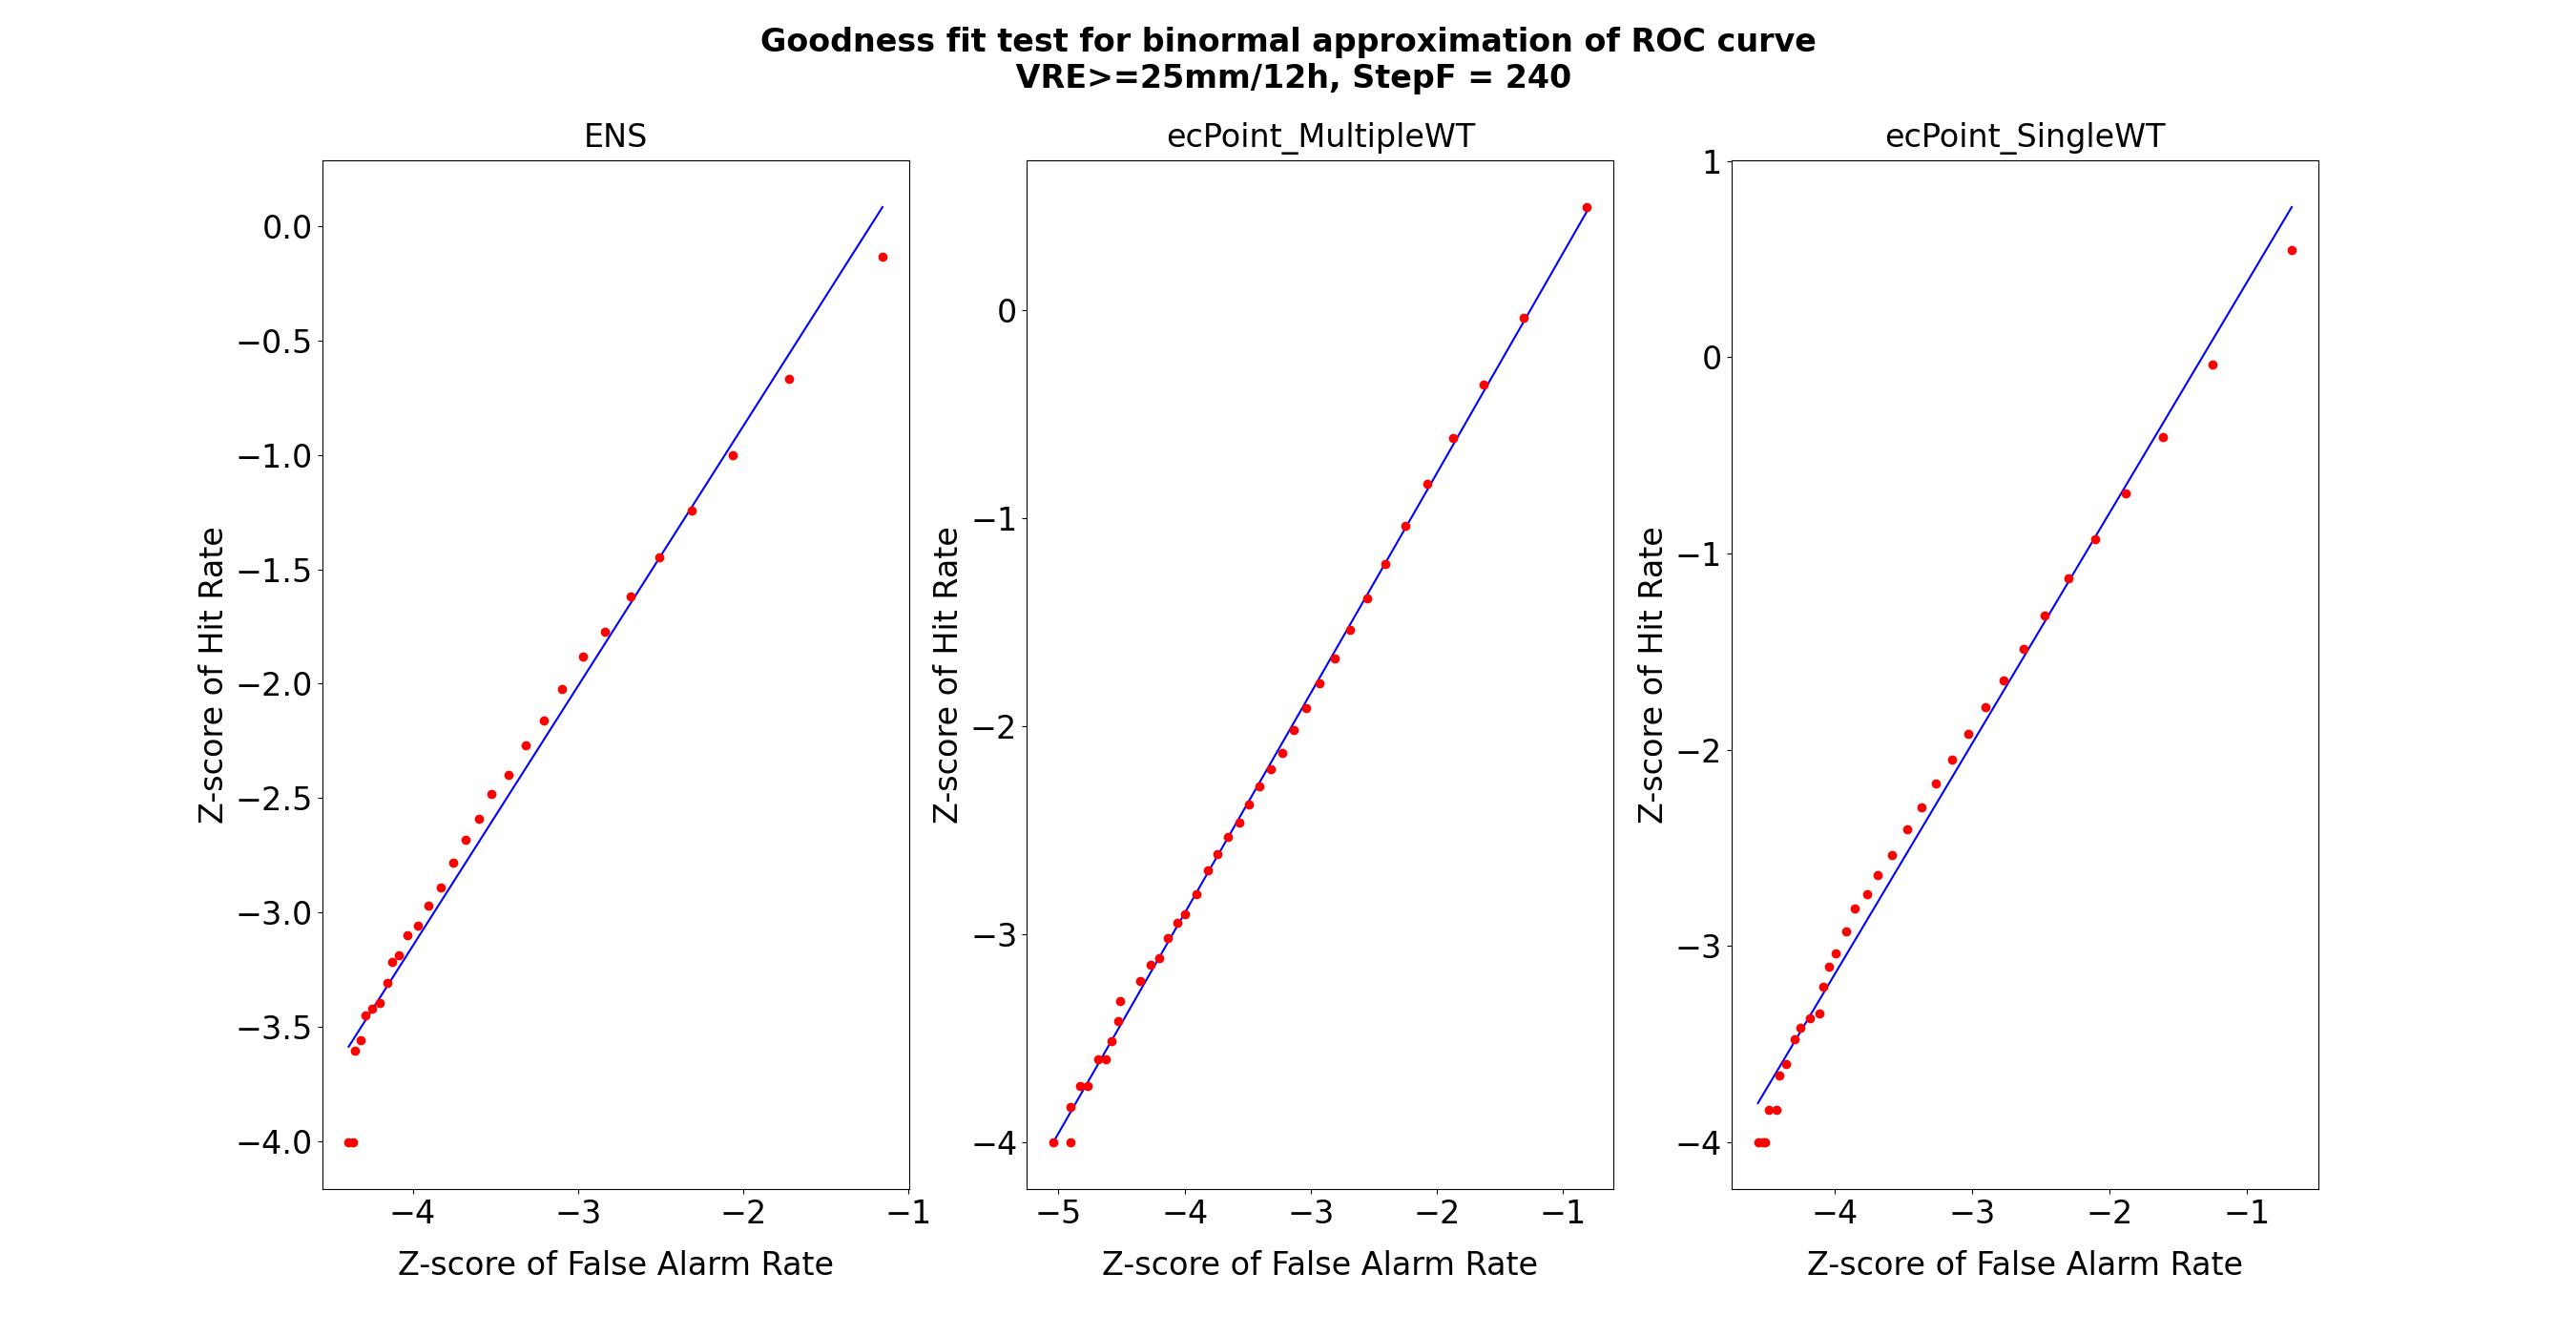 Goodness fit test for binormal approximation of ROC curve
VRE>=25mm/12h, StepF = 240
ENS
0.0
−0.5
−1.0
−1.5
−2.0
−2.5
−3.0
−3.5
−4.0
Z-score of Hit Rate
−4 −3 −2 −1
Z-score of False Alarm Rate
ecPoint_MultipleWT
0
−1
−2
−3
−4
Z-score of Hit Rate
−5 −4 −3 −2 −1
Z-score of False Alarm Rate
ecPoint_SingleWT
1
0
−1
−2
−3
−4
Z-score of Hit Rate
−4 −3 −2 −1
Z-score of False Alarm Rate